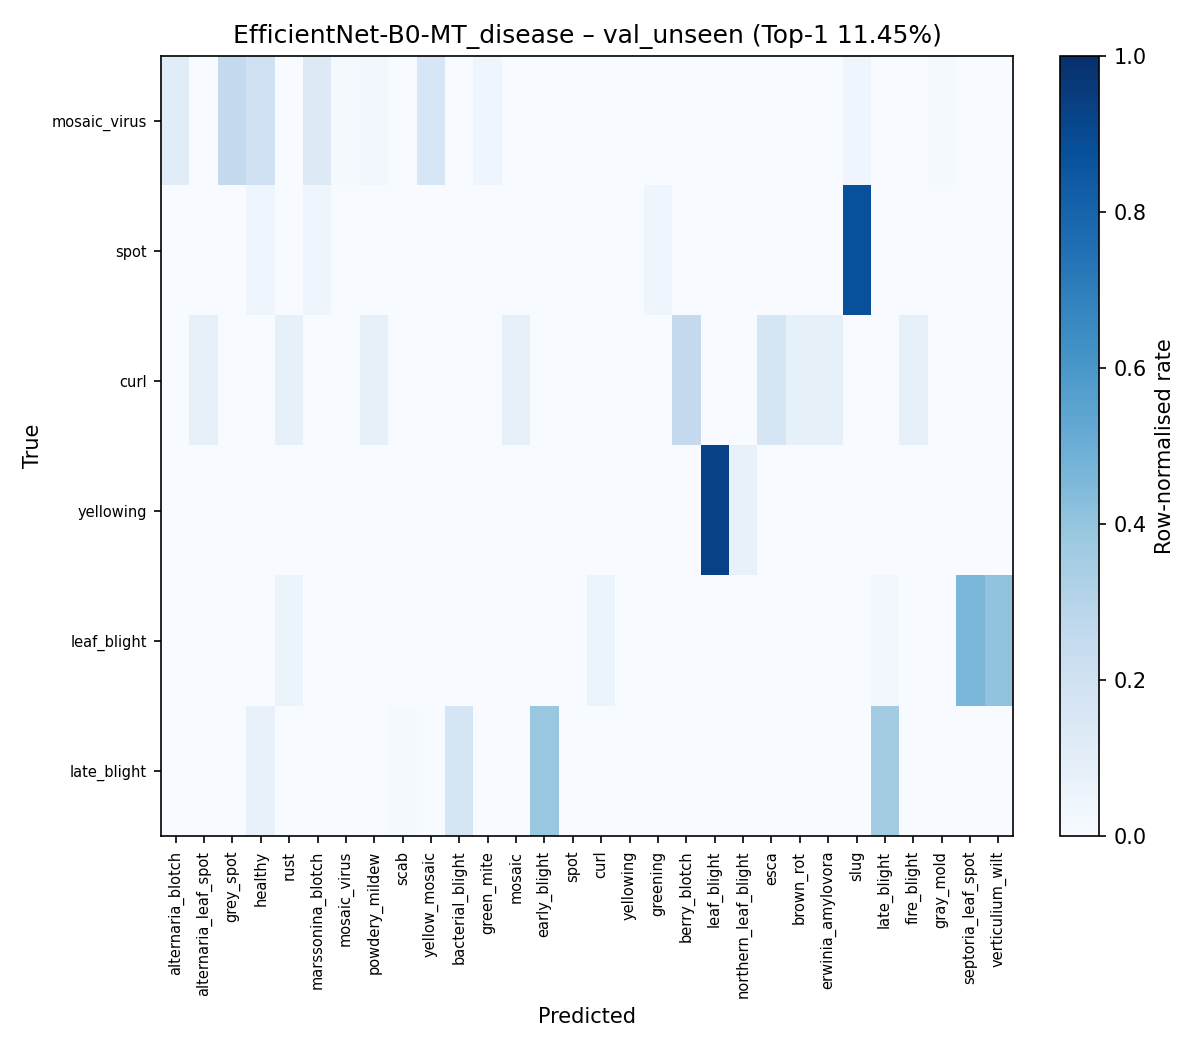 EfficientNet-B0-MT_disease – val_unseen (Top-1 11.45%)
True
mosaic_virus
spot
curl
yellowing
leaf_blight
late_blight
alternaria_blotch
alternaria_leaf_spot
grey_spot
healthy
rust
marssonina_blotch
mosaic_virus
powdery_mildew
scab
yellow_mosaic
bacterial_blight
green_mite
mosaic
early_blight
spot
curl
yellowing
greening
berry_blotch
leaf_blight
northern_leaf_blight
esca
brown_rot
erwinia_amylovora
slug
late_blight
fire_blight
gray_mold
septoria_leaf_spot
verticulium_wilt
Predicted
1.0
0.8
0.6
0.4
0.2
0.0
Row-normalised rate